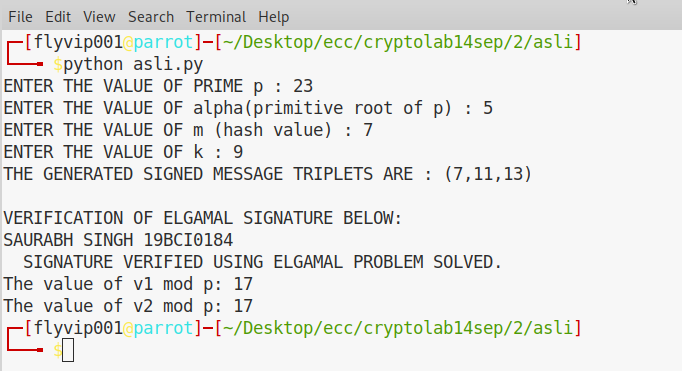 File Edit View Search Terminal Help
┌─[flyvip001@parrot]─[~/Desktop/ecc/cryptolab14sep/2/asli]
└──╼ $python asli.py
ENTER THE VALUE OF PRIME p : 23
ENTER THE VALUE OF alpha(primitive root of p) : 5
ENTER THE VALUE OF m (hash value) : 7
ENTER THE VALUE OF k : 9
THE GENERATED SIGNED MESSAGE TRIPLETS ARE : (7,11,13)
VERIFICATION OF ELGAMAL SIGNATURE BELOW:
SAURABH SINGH 19BCI0184
SIGNATURE VERIFIED USING ELGAMAL PROBLEM SOLVED.
The value of v1 mod p: 17
The value of v2 mod p: 17
┌─[flyvip001@parrot]─[~/Desktop/ecc/cryptolab14sep/2/asli]
└──╼ $